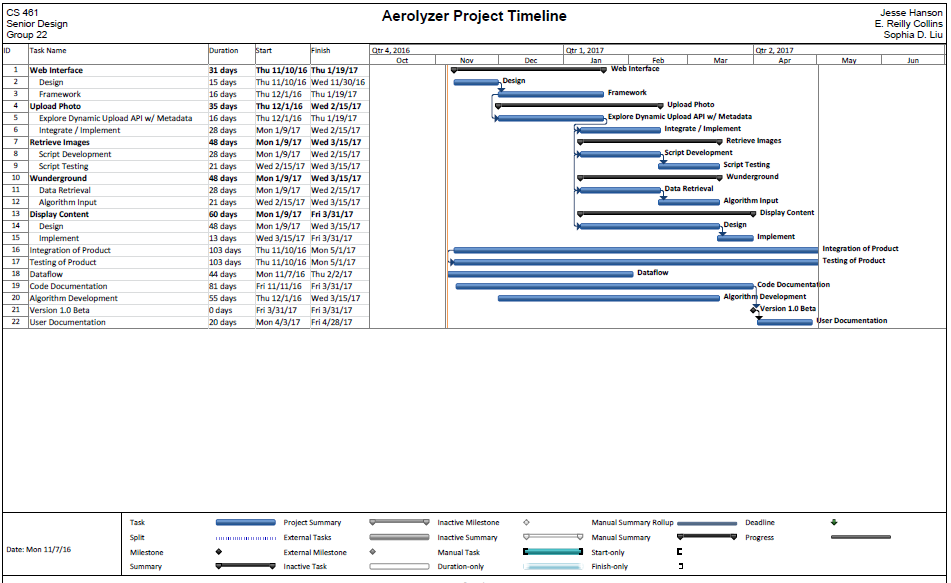 CS 461
Senior Design
Group 22
Aerolyzer Project Timeline
Jesse Hanson
E. Reilly Collins
Sophia D. Liu
ID Task Name Duration Start Finish Qtr 4, 2016 Qtr 1, 2017 Qtr 2, 2017
Oct Nov Dec Jan Feb Mar Apr May Jun
1 Web Interface 31 days Thu 11/10/16 Thu 1/19/17 Web Interface
2 Design 15 days Thu 11/10/16 Wed 11/30/16 Design
3 Framework 16 days Thu 12/1/16 Thu 1/19/17 Framework
4 Upload Photo 35 days Thu 12/1/16 Wed 2/15/17 Upload Photo
5 Explore Dynamic Upload API w/ Metadata 16 days Thu 12/1/16 Thu 1/19/17 Explore Dynamic Upload API w/ Metadata
6 Integrate / Implement 28 days Mon 1/9/17 Wed 2/15/17 Integrate / Implement
7 Retrieve Images 48 days Mon 1/9/17 Wed 3/15/17 Retrieve Images
8 Script Development 28 days Mon 1/9/17 Wed 2/15/17 Script Development
9 Script Testing 21 days Wed 2/15/17 Wed 3/15/17 Script Testing
10 Wunderground 48 days Mon 1/9/17 Wed 3/15/17 Wunderground
11 Data Retrieval 28 days Mon 1/9/17 Wed 2/15/17 Data Retrieval
12 Algorithm Input 21 days Wed 2/15/17 Wed 3/15/17 Algorithm Input
13 Display Content 60 days Mon 1/9/17 Fri 3/31/17 Display Content
14 Design 48 days Mon 1/9/17 Wed 3/15/17 Design
15 Implement 13 days Wed 3/15/17 Fri 3/31/17 Implement
16 Integration of Product 103 days Thu 11/10/16 Mon 5/1/17 Integration of Product
17 Testing of Product 103 days Thu 11/10/16 Mon 5/1/17 Testing of Product
18 Dataflow 44 days Mon 11/7/16 Thu 2/2/17 Dataflow
19 Code Documentation 81 days Fri 11/11/16 Fri 3/31/17 Code Documentation
20 Algorithm Development 55 days Thu 12/1/16 Wed 3/15/17 Algorithm Development
21 Version 1.0 Beta 0 days Fri 3/31/17 Fri 3/31/17 Version 1.0 Beta
22 User Documentation 20 days Mon 4/3/17 Fri 4/28/17 User Documentation
Date: Mon 11/7/16
Task Project Summary Inactive Milestone Manual Summary Rollup Deadline
Split External Tasks Inactive Summary Manual Summary Progress
Milestone External Milestone Manual Task Start-only
Summary Inactive Task Duration-only Finish-only